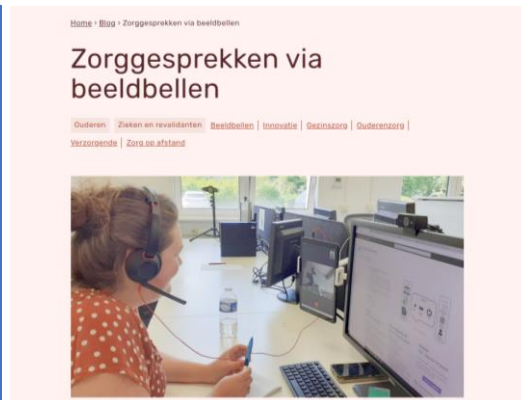 Home › Blog › Zorggesprekken via beeldbellen
Zorggesprekken via
beeldbellen
Ouderen Zieken en revalidanten Beeldbellen | Innovatie | Gezinszorg | Ouderenzorg |
Verzorgende | Zorg op afstand